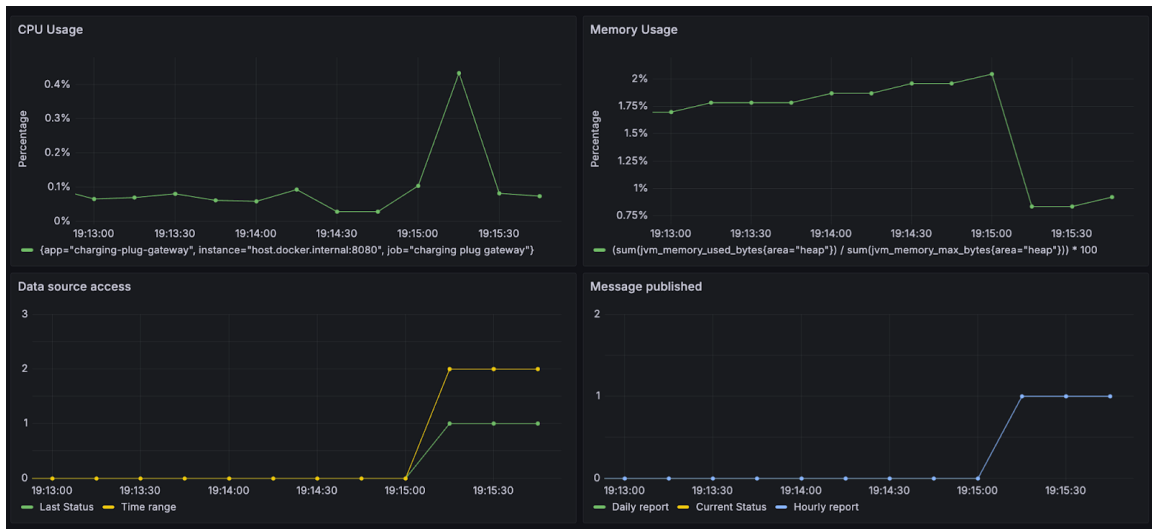 CPU Usage
Percentage
0.4%
0.3%
0.2%
0.1%
0%
19:13:00 19:13:30 19:14:00 19:14:30 19:15:00 19:15:30
{app="charging-plug-gateway", instance="host.docker.internal:8080", job="charging plug gateway"}
Memory Usage
Percentage
2%
1.75%
1.5%
1.25%
1%
0.75%
19:13:00 19:13:30 19:14:00 19:14:30 19:15:00 19:15:30
(sum(jvm_memory_used_bytes{area="heap"}) / sum(jvm_memory_max_bytes{area="heap"})) * 100
Data source access
3
2
1
0
19:13:00 19:13:30 19:14:00 19:14:30 19:15:00 19:15:30
Last Status Time range
Message published
2
1
0
19:13:00 19:13:30 19:14:00 19:14:30 19:15:00 19:15:30
Daily report Current Status Hourly report